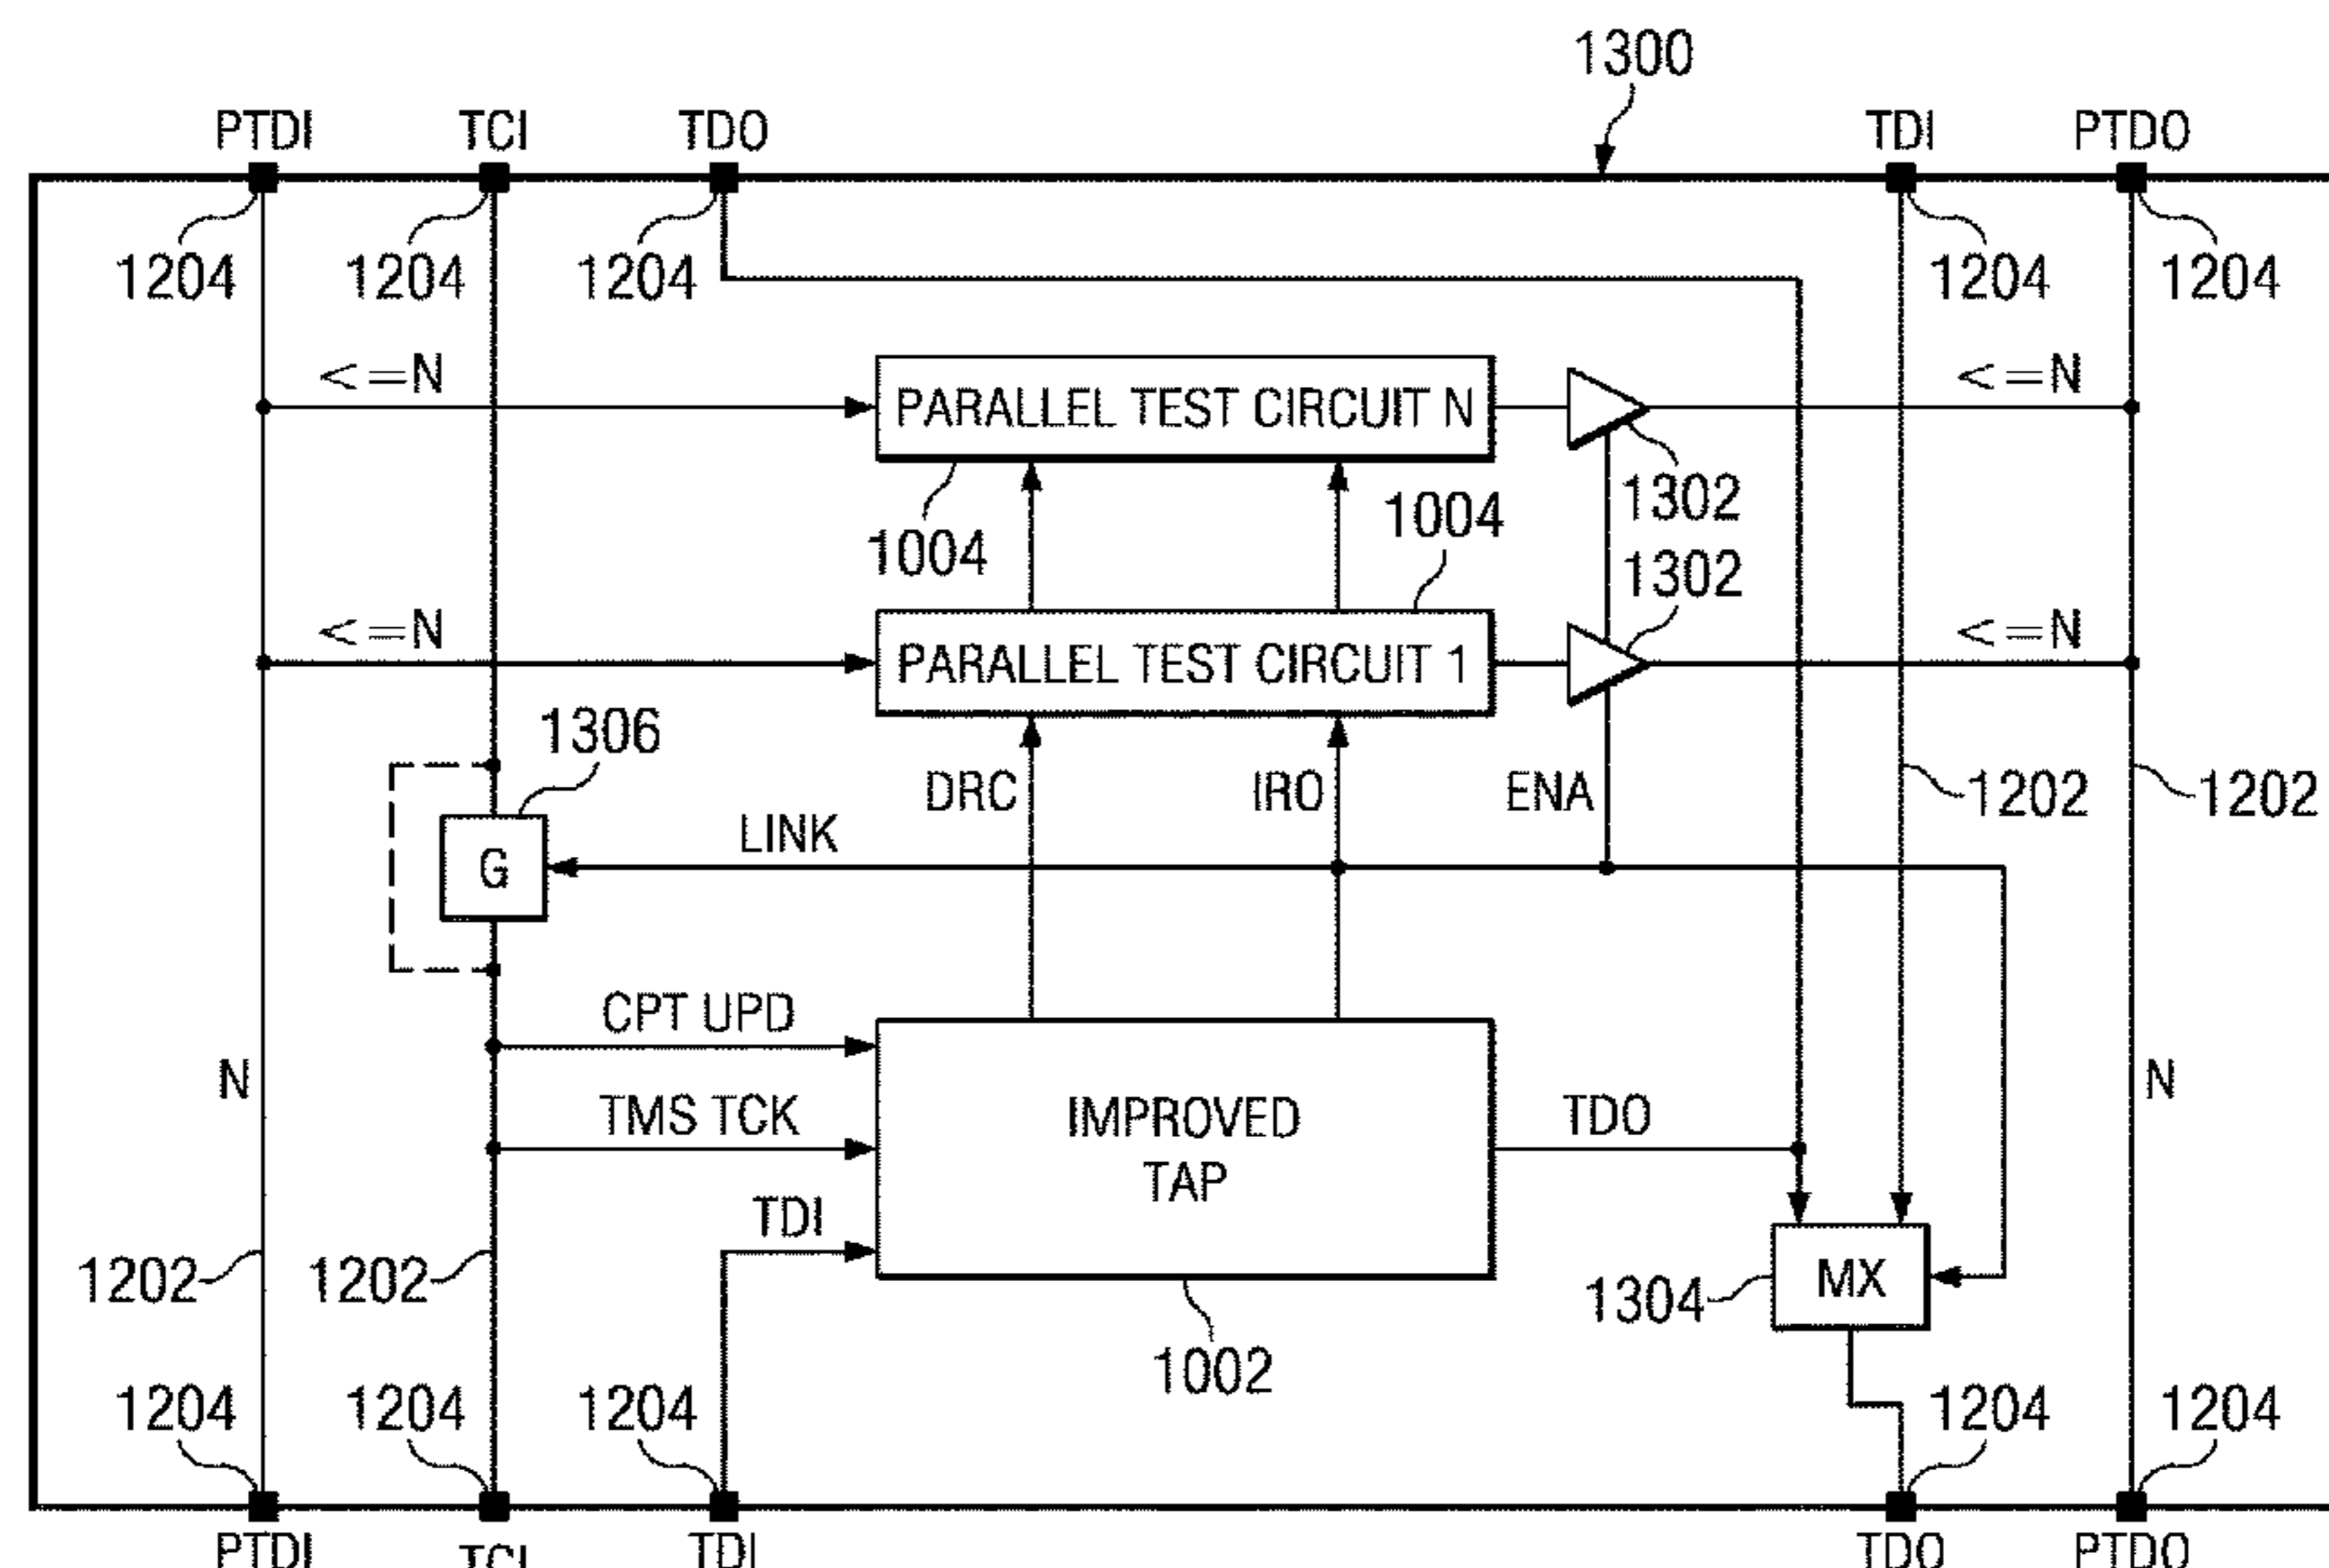 1300
PTDI TCI TDO TDI PTDO
1204 1204 1204 1204 1204
<=N PARALLEL TEST CIRCUIT N <=N
1302
1004 1004
1302
<=N PARALLEL TEST CIRCUIT 1 <=N
1306
DRC IRO ENA 1202 1202
LINK
G
CPT UPD
N N
TMS TCK IMPROVED TDO
TAP
TDI
1202 1202 MX
1304
1002
1204 1204 1204 1204 1204
PTDI TCI TDI TDO PTDO